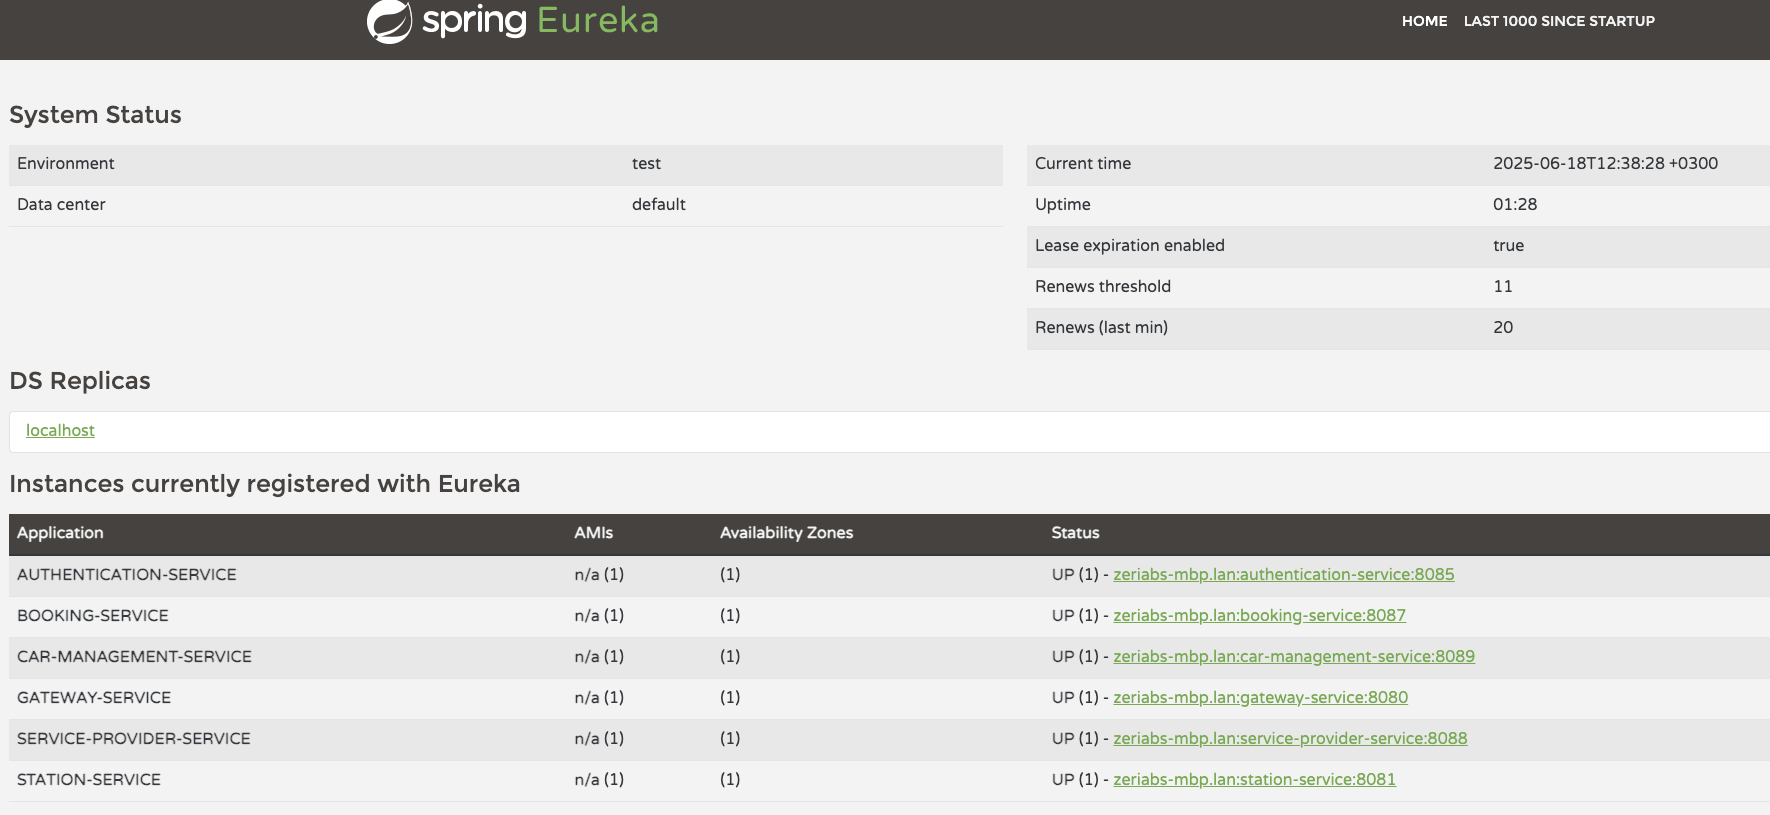 spring Eureka
HOME LAST 1000 SINCE STARTUP
System Status
Environment test
Data center default
Current time 2025-06-18T12:38:28 +0300
Uptime 01:28
Lease expiration enabled true
Renews threshold 11
Renews (last min) 20
DS Replicas
localhost
Instances currently registered with Eureka
Application AMIs Availability Zones Status
AUTHENTICATION-SERVICE n/a (1) (1) UP (1) - zeriabs-mbp.lan:authentication-service:8085
BOOKING-SERVICE n/a (1) (1) UP (1) - zeriabs-mbp.lan:booking-service:8087
CAR-MANAGEMENT-SERVICE n/a (1) (1) UP (1) - zeriabs-mbp.lan:car-management-service:8089
GATEWAY-SERVICE n/a (1) (1) UP (1) - zeriabs-mbp.lan:gateway-service:8080
SERVICE-PROVIDER-SERVICE n/a (1) (1) UP (1) - zeriabs-mbp.lan:service-provider-service:8088
STATION-SERVICE n/a (1) (1) UP (1) - zeriabs-mbp.lan:station-service:8081